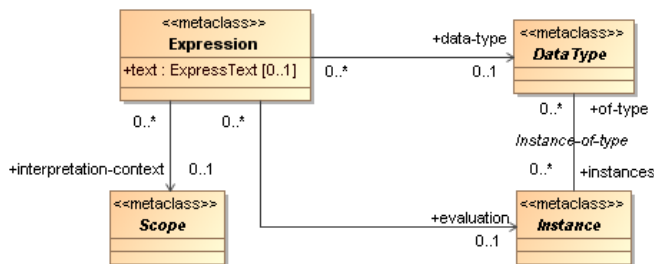 <<metaclass>>
Expression
+text : ExpressText [0..1]
+data-type
0..*
0..1
<<metaclass>>
DataType
0..*
+of-type
Instance-of-type
0..*
+instances
0..*
0..*
+interpretation-context
0..1
<<metaclass>>
Scope
+evaluation
0..1
<<metaclass>>
Instance